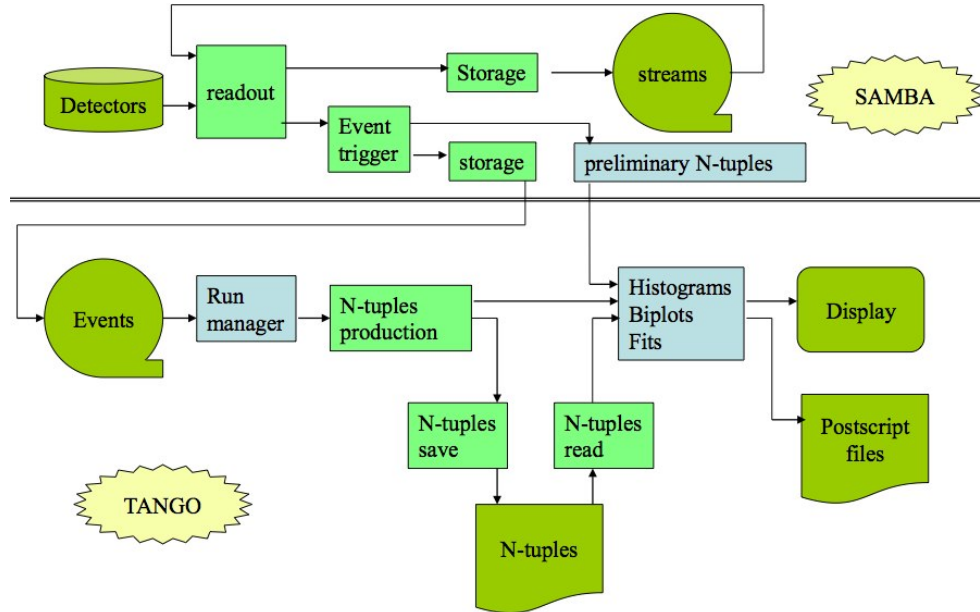 Detectors
readout
Storage
streams
SAMBA
Event
trigger
storage
preliminary N-tuples
Events
Run
manager
N-tuples
production
Histograms
Biplots
Fits
Display
N-tuples
save
N-tuples
read
Postscript
files
TANGO
N-tuples